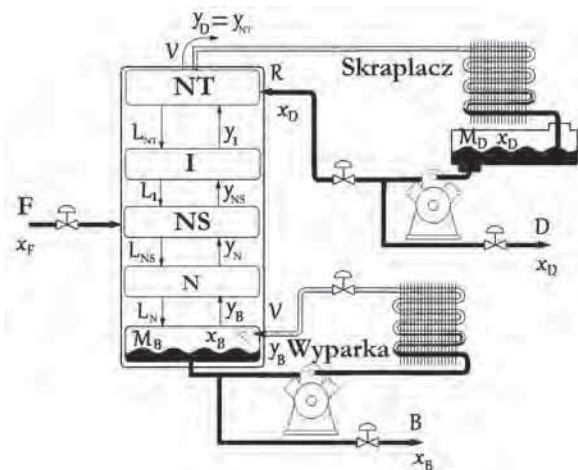 y_D = y_NT
V
R
Skraplacz
NT
x_D
M_D x_D
L_NT
y_I
I
L_I
y_NS
F
NS
D
x_F
L_NS
y_N
x_D
N
L_N
y_B
V
M_B
x_B
y_B
Wyparka
B
x_B